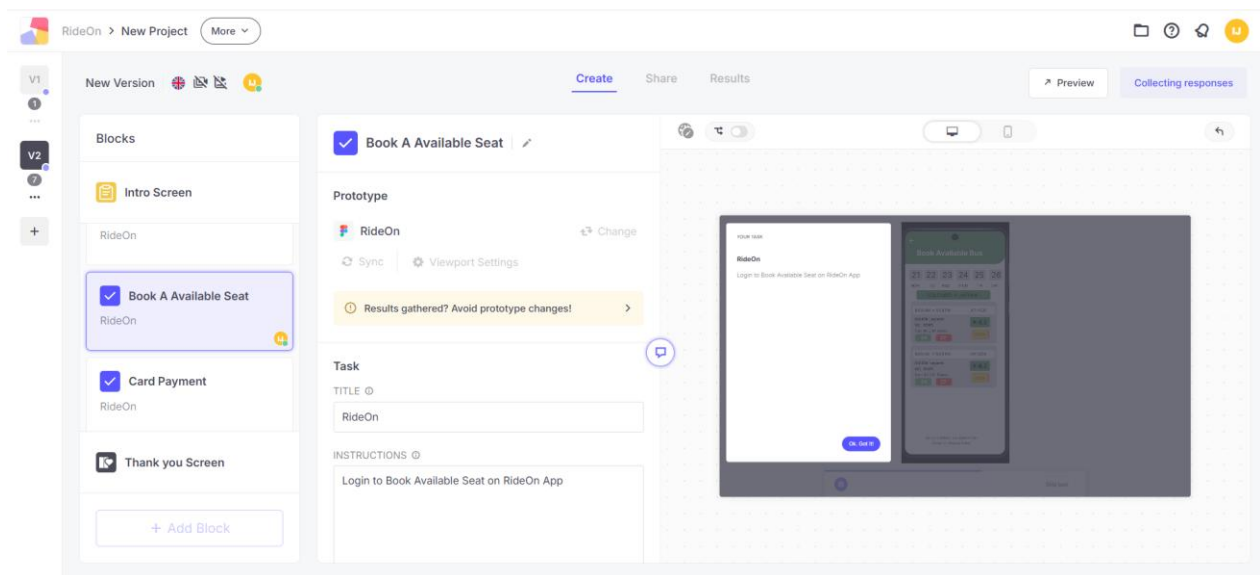 RideOn > New Project More
V1
1
V2
7
+
New Version
Create Share Results
Preview
Collecting responses
Blocks
Intro Screen
RideOn
Book A Available Seat
RideOn
Card Payment
RideOn
Thank you Screen
+ Add Block
Book A Available Seat
Prototype
RideOn
Change
Sync
Viewport Settings
Results gathered? Avoid prototype changes!
Task
TITLE
RideOn
INSTRUCTIONS
Login to Book Available Seat on RideOn App
YOUR TASK
RideOn
Login to Book Available Seat on RideOn App
Ok, Got it!
Book Available Bus
21 22 23 24 25 26